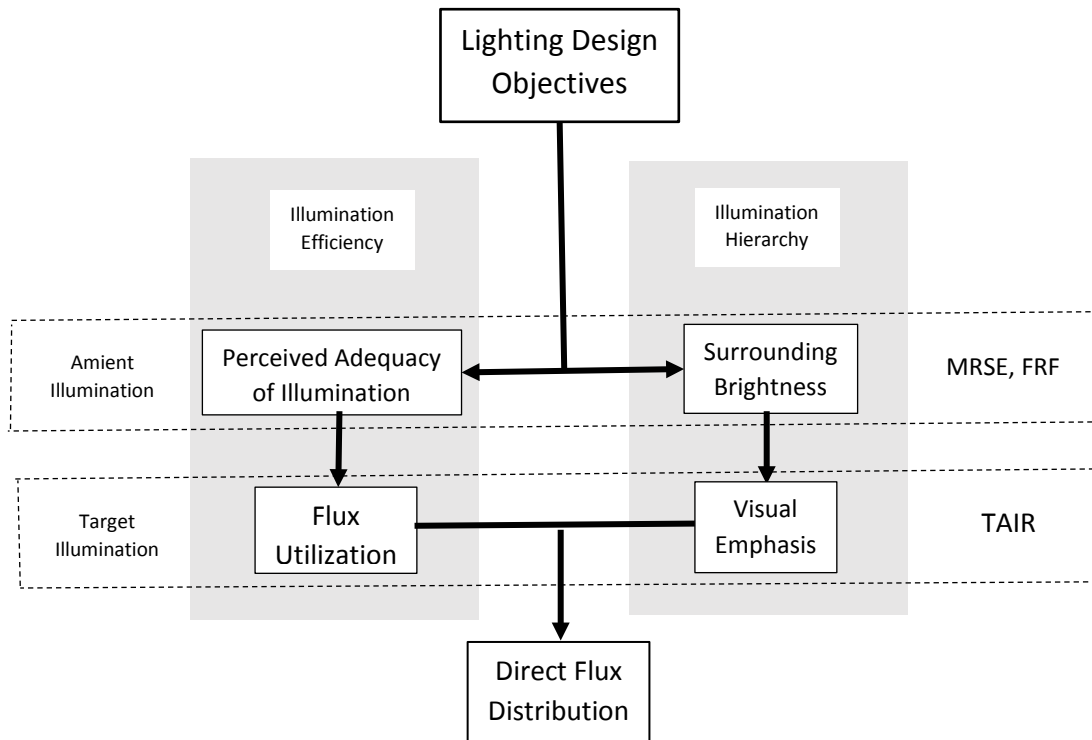 Lighting Design
Objectives
Illumination
Efficiency
Illumination
Hierarchy
Amient
Illumination
Perceived Adequacy
of Illumination
Surrounding
Brightness
MRSE, FRF
Target
Illumination
Flux
Utilization
Visual
Emphasis
TAIR
Direct Flux
Distribution